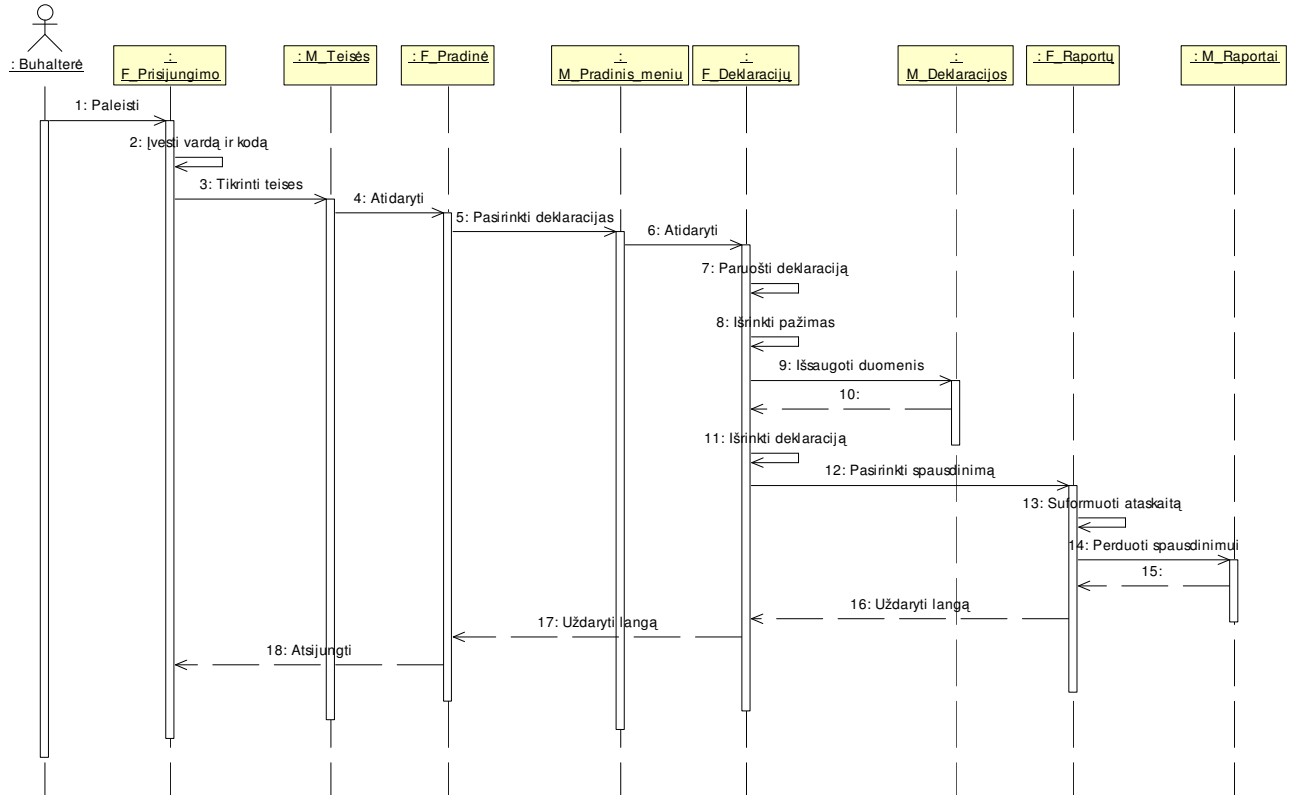 : Buhalterė
:
F_Prisijungimo
: M_Teisės
: F_Pradinė
:
M_Pradinis_meniu
:
F_Deklaracijų
:
M_Deklaracijos
: F_Raportų
: M_Raportai
1: Paleisti
2: Įvesti vardą ir kodą
3: Tikrinti teises
4: Atidaryti
5: Pasirinkti deklaracijas
6: Atidaryti
7: Paruošti deklaraciją
8: Išrinkti pažimas
9: Išsaugoti duomenis
10:
11: Išrinkti deklaraciją
12: Pasirinkti spausdinimą
13: Suformuoti ataskaitą
14: Perduoti spausdinimui
15:
16: Uždaryti langą
17: Uždaryti langą
18: Atsijungti